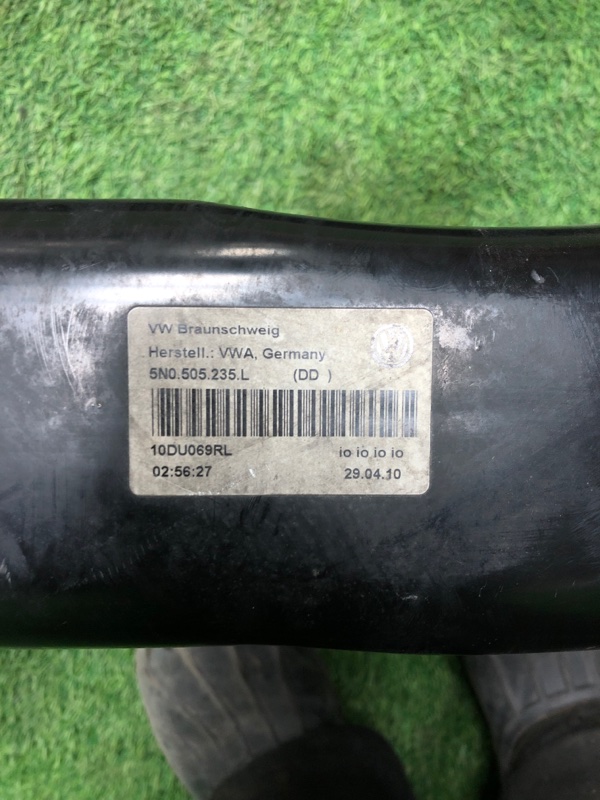 VW Braunschweig
Herstell.: VWA, Germany
5N0.505.235.L (DD )
10DU069RL io io io io
02:56:27 29.04.10